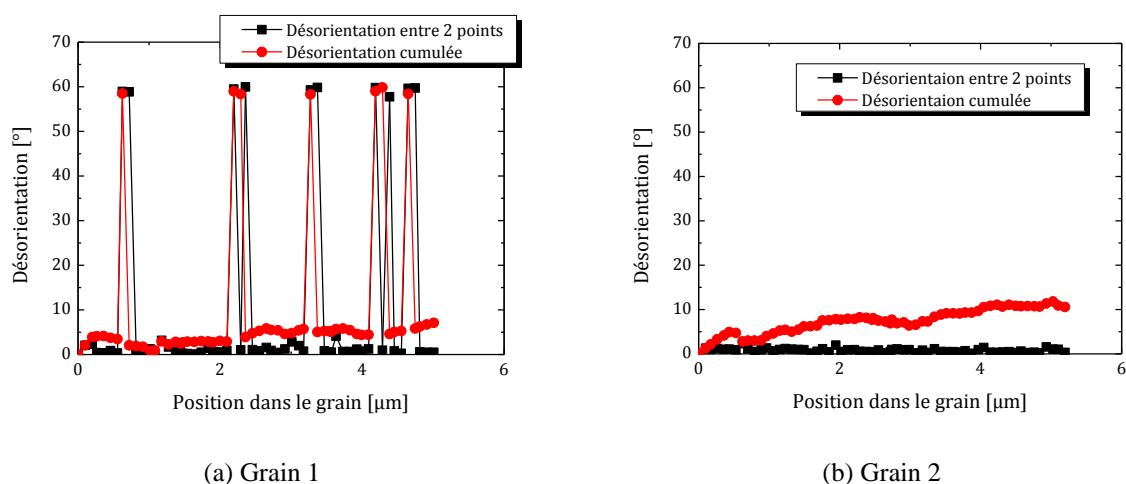 Désorientation entre 2 points
Désorientation cumulée
70
60
50
40
30
20
10
0
Désorientation [°]
0
2
4
6
Position dans le grain [µm]
(a) Grain 1
Désorientaion entre 2 points
Désorientaion cumulée
70
60
50
40
30
20
10
0
Désorientation [°]
0
2
4
6
Position dans le grain [µm]
(b) Grain 2